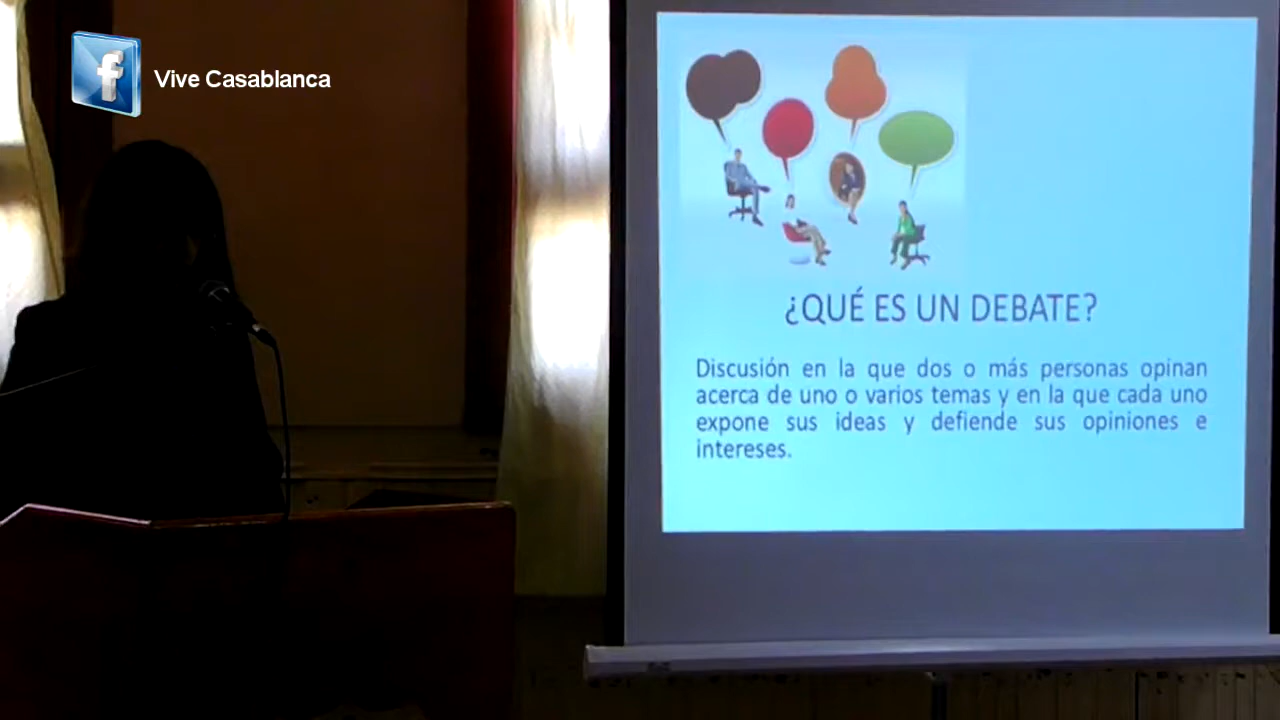 Vive Casablanca
¿QUÉ ES UN DEBATE?
Discusión en la que dos o más personas opinan
acerca de uno o varios temas y en la que cada uno
expone sus ideas y defiende sus opiniones e
intereses.